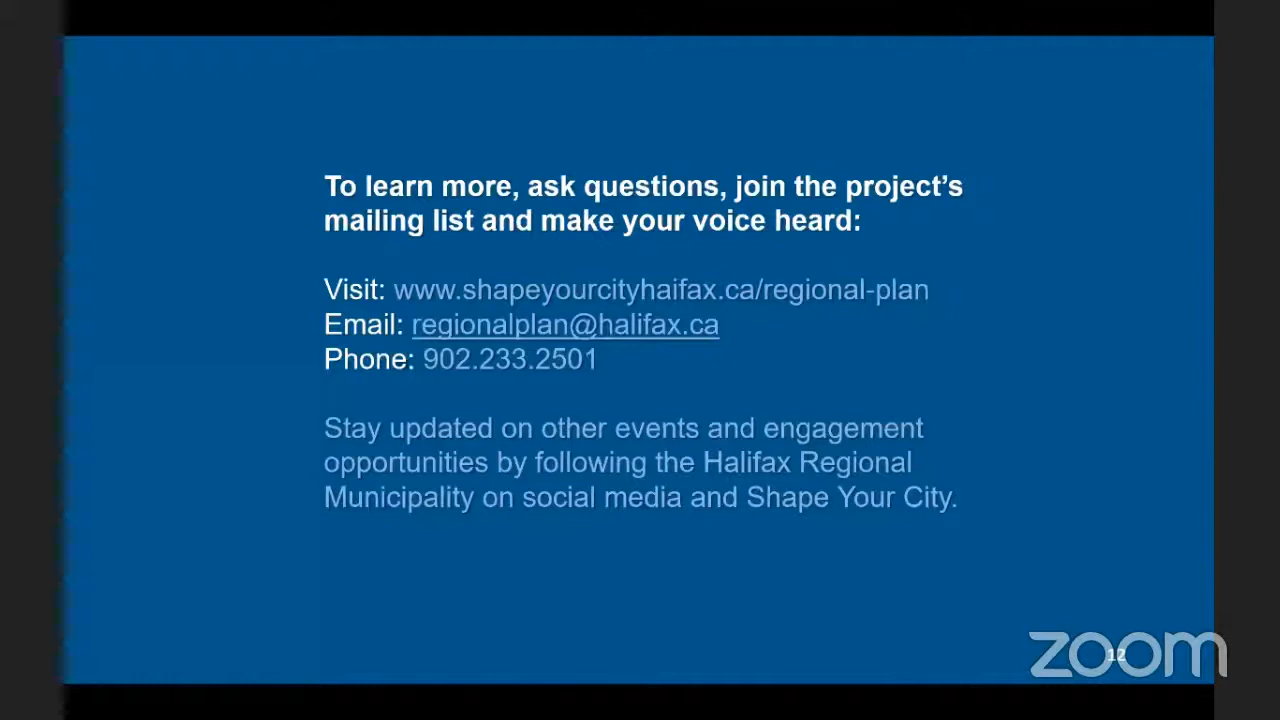 To learn more, ask questions, join the project’s
mailing list and make your voice heard:
Visit: www.shapeyourcityhaifax.ca/regional-plan
Email: regionalplan@halifax.ca
Phone: 902.233.2501
Stay updated on other events and engagement
opportunities by following the Halifax Regional
Municipality on social media and Shape Your City.
12
zoom